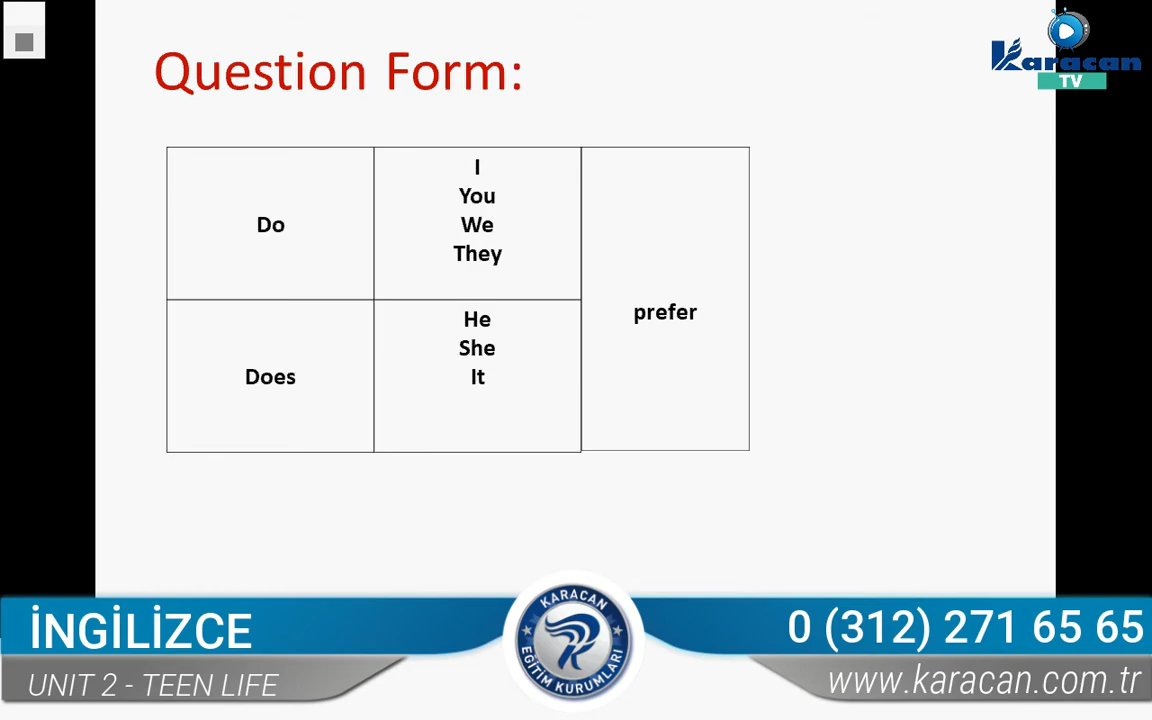 Question Form:
Karacan
TV
Do
I
You
We
They
Does
He
She
It
prefer
İNGİLİZCE
UNIT 2 - TEEN LIFE
KARACAN
EĞİTİM KURUMLARI
0 (312) 271 65 65
www.karacan.com.tr